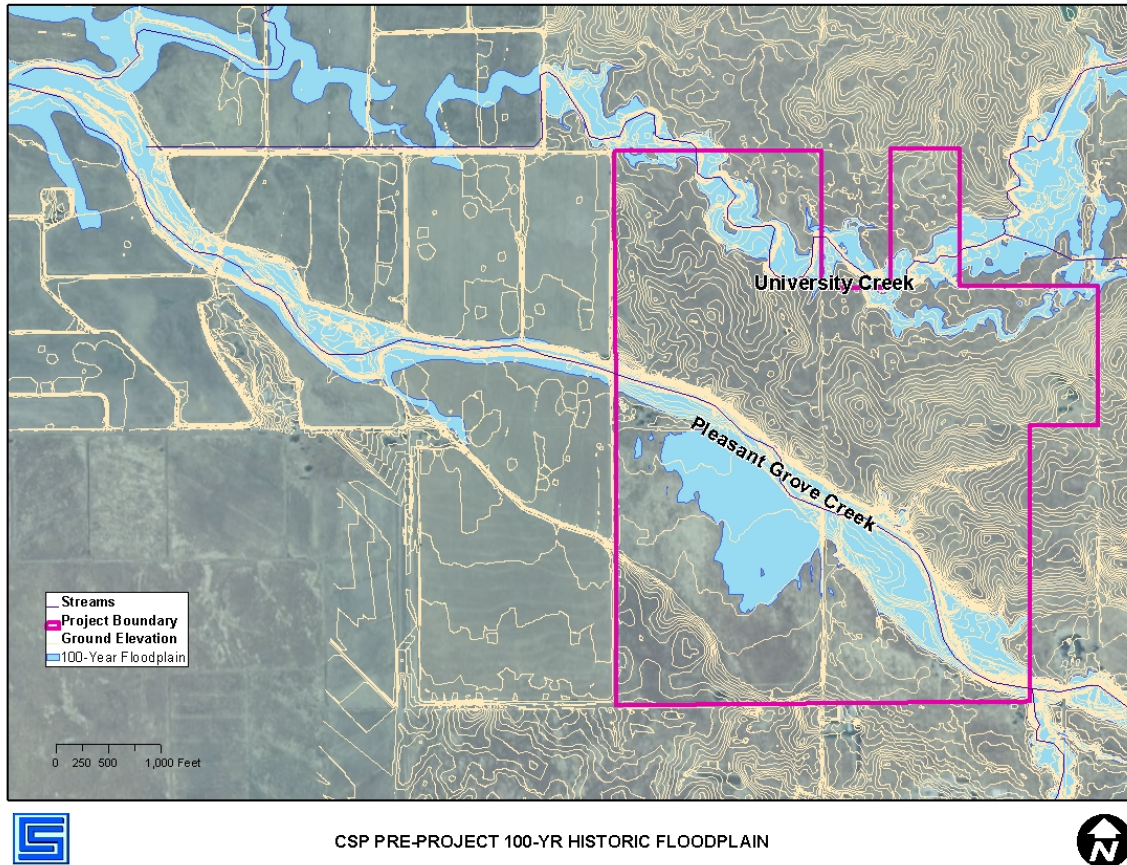 University Creek
Pleasant Grove Creek
Streams
Project Boundary
Ground Elevation
100-Year Floodplain
0 250 500 1,000 Feet
CSP PRE-PROJECT 100-YR HISTORIC FLOODPLAIN
N